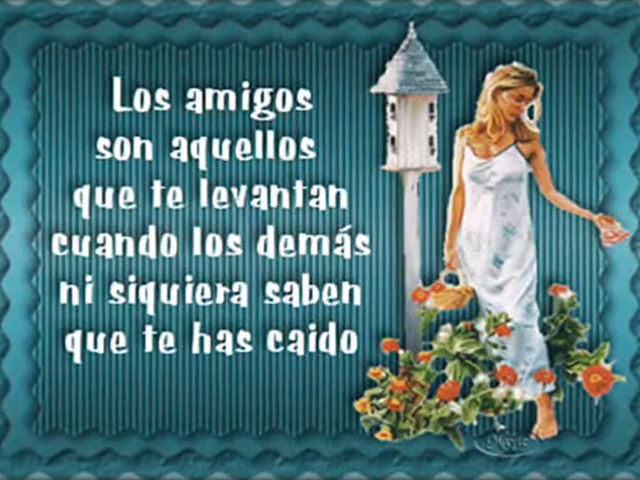 Los amigos
son aquellos
que te levantan
cuando los demás
ni siquiera saben
que te has caido